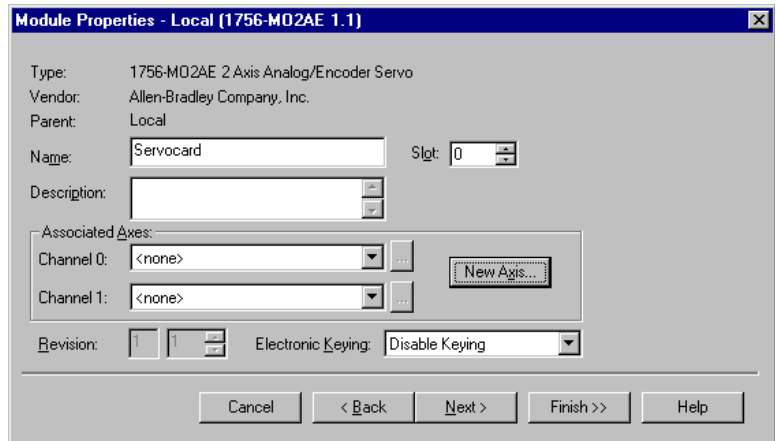 Module Properties - Local (1756-M02AE 1.1)
Type: 1756-M02AE 2 Axis Analog/Encoder Servo
Vendor: Allen-Bradley Company, Inc.
Parent: Local
Name: Servocard Slot: 0
Description:
Associated Axes:
Channel 0: <none> ...
New Axis...
Channel 1: <none> ...
Revision: 1 1 Electronic Keying: Disable Keying
Cancel < Back Next > Finish >> Help